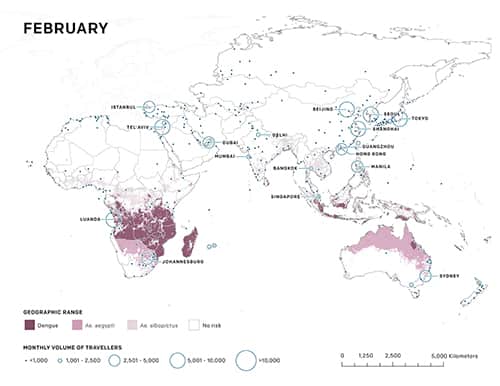 FEBRUARY
ISTANBUL
BEIJING
SEOUL
TOKYO
TEL AVIV
SHANGHAI
DUBAI
DELHI
GUANGZHOU
MUMBAI
HONG KONG
BANGKOK
MANILA
SINGAPORE
LUANDA
JOHANNESBURG
SYDNEY
GEOGRAPHIC RANGE
Dengue Ae. aegypti Ae. albopictus No risk
MONTHLY VOLUME OF TRAVELLERS
<1,000 1,001 - 2,500 2,501 - 5,000 5,001 - 10,000 >10,000
0 1,250 2,500 5,000 Kilometers